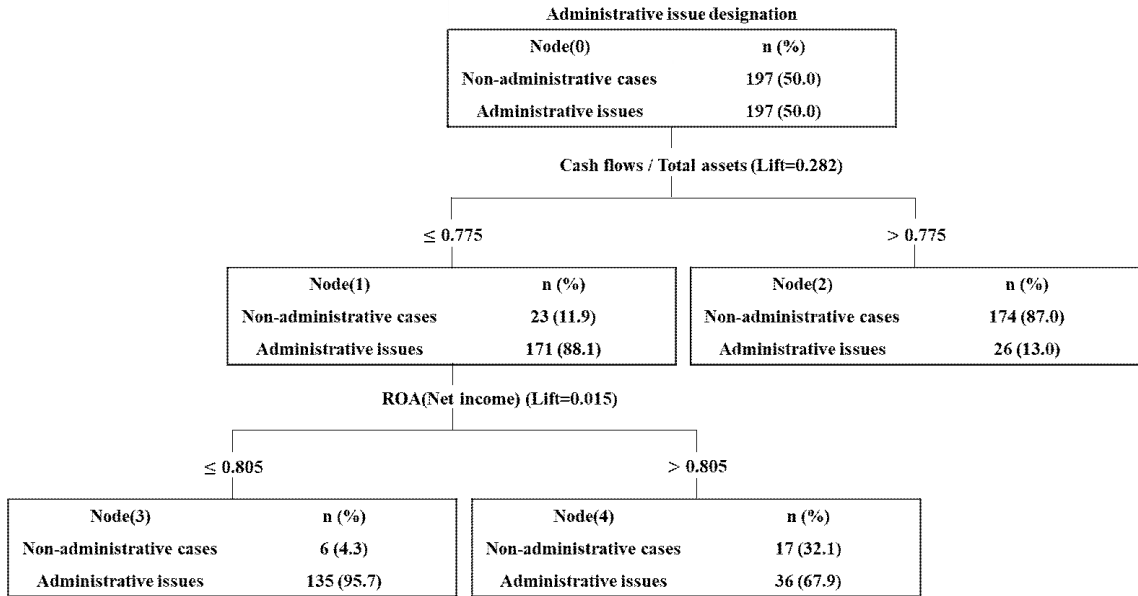 Administrative issue designation
Node(0) n (%)
Non-administrative cases 197 (50.0)
Administrative issues 197 (50.0)
Cash flows / Total assets (Lift=0.282)
≤ 0.775 > 0.775
Node(1) n (%) Node(2) n (%)
Non-administrative cases 23 (11.9) Non-administrative cases 174 (87.0)
Administrative issues 171 (88.1) Administrative issues 26 (13.0)
ROA(Net income) (Lift=0.015)
≤ 0.805 > 0.805
Node(3) n (%) Node(4) n (%)
Non-administrative cases 6 (4.3) Non-administrative cases 17 (32.1)
Administrative issues 135 (95.7) Administrative issues 36 (67.9)